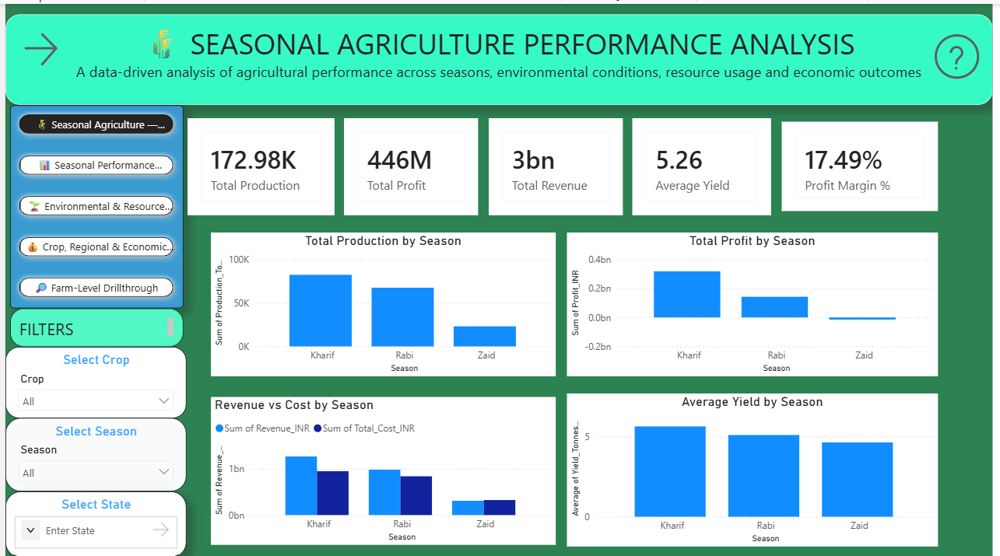 SEASONAL AGRICULTURE PERFORMANCE ANALYSIS
?
A data-driven analysis of agricultural performance across seasons, environmental conditions, resource usage and economic outcomes
Seasonal Agriculture —...
Seasonal Performance...
Environmental & Resource...
Crop, Regional & Economic...
Farm-Level Drillthrough
FILTERS
Select Crop
Crop
All
Select Season
Season
All
Select State
Enter State
172.98K
Total Production
446M
Total Profit
3bn
Total Revenue
5.26
Average Yield
17.49%
Profit Margin %
Total Production by Season
Sum of Production_To...
100K
50K
0K
Kharif Rabi Zaid
Season
Total Profit by Season
Sum of Profit_INR
0.4bn
0.2bn
0.0bn
-0.2bn
Kharif Rabi Zaid
Season
Revenue vs Cost by Season
Sum of Revenue_INR Sum of Total_Cost_INR
Sum of Revenue_...
1bn
0bn
Kharif Rabi Zaid
Season
Average Yield by Season
Average of Yield_Tonnes...
5
0
Kharif Rabi Zaid
Season